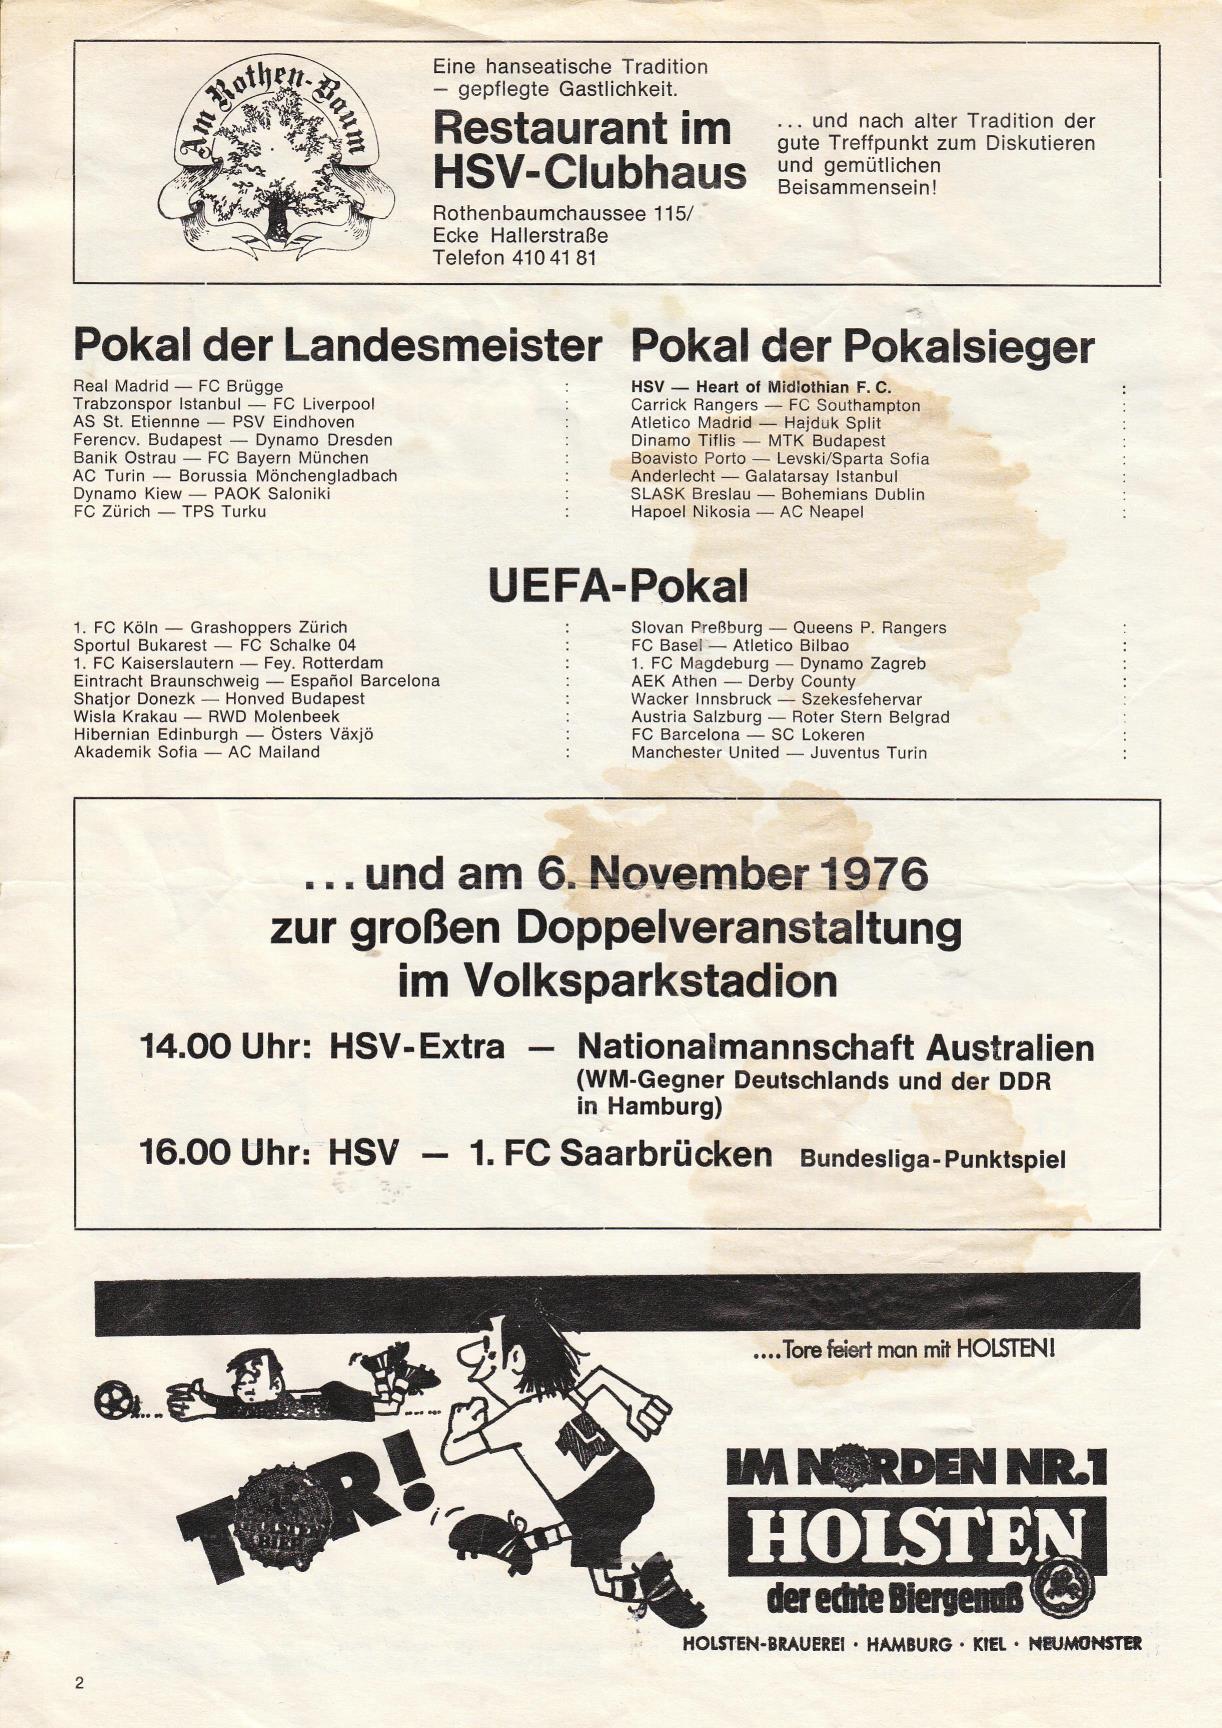 Am Rothen-Baum
Eine hanseatische Tradition
– gepflegte Gastlichkeit.
Restaurant im
HSV-Clubhaus
Rothenbaumchaussee 115/
Ecke Hallerstraße
Telefon 410 41 81
... und nach alter Tradition der
gute Treffpunkt zum Diskutieren
und gemütlichen
Beisammensein!
Pokal der Landesmeister
Real Madrid — FC Brügge :
Trabzonspor Istanbul — FC Liverpool :
AS St. Etiennne — PSV Eindhoven :
Ferencv. Budapest — Dynamo Dresden :
Banik Ostrau — FC Bayern München :
AC Turin — Borussia Mönchengladbach :
Dynamo Kiew — PAOK Saloniki :
FC Zürich — TPS Turku :
Pokal der Pokalsieger
HSV — Heart of Midlothian F. C. :
Carrick Rangers — FC Southampton :
Atletico Madrid — Hajduk Split :
Dinamo Tiflis — MTK Budapest :
Boavisto Porto — Levski/Sparta Sofia :
Anderlecht — Galatarsay Istanbul :
SLASK Breslau — Bohemians Dublin :
Hapoel Nikosia — AC Neapel :
UEFA-Pokal
1. FC Köln — Grashoppers Zürich :
Sportul Bukarest — FC Schalke 04 :
1. FC Kaiserslautern — Fey. Rotterdam :
Eintracht Braunschweig — Español Barcelona :
Shatjor Donezk — Honved Budapest :
Wisla Krakau — RWD Molenbeek :
Hibernian Edinburgh — Östers Växjö :
Akademik Sofia — AC Mailand :
Slovan Preßburg — Queens P. Rangers :
FC Basel — Atletico Bilbao :
1. FC Magdeburg — Dynamo Zagreb :
AEK Athen — Derby County :
Wacker Innsbruck — Szekesfehervar :
Austria Salzburg — Roter Stern Belgrad :
FC Barcelona — SC Lokeren :
Manchester United — Juventus Turin :
... und am 6. November 1976
zur großen Doppelveranstaltung
im Volksparkstadion
14.00 Uhr: HSV-Extra — Nationalmannschaft Australien
(WM-Gegner Deutschlands und der DDR
in Hamburg)
16.00 Uhr: HSV — 1. FC Saarbrücken Bundesliga-Punktspiel
....Tore feiert man mit HOLSTEN!
TOR!
HOLSTEN
BIER
IM NORDEN NR.1
HOLSTEN
der echte Biergenuß
HOLSTEN-BRAUEREI · HAMBURG · KIEL · NEUMÜNSTER
2